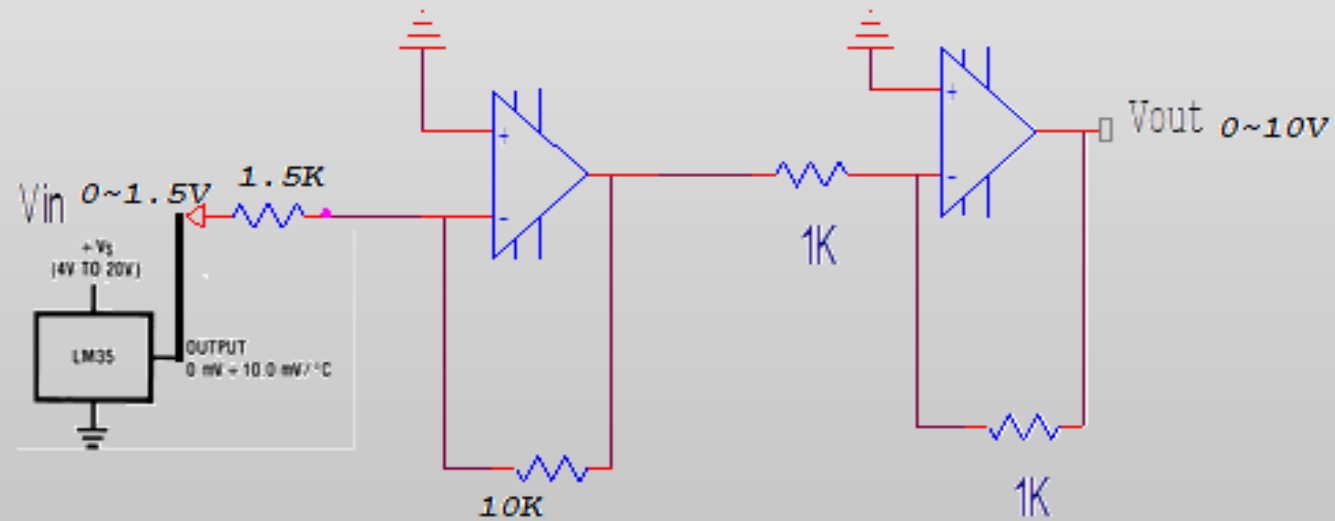 Vin 0~1.5V 1.5K
+Vs
(4V TO 20V)
LM35
OUTPUT
0 mV + 10.0 mV/°C
+
-
10K
1K
+
-
Vout 0~10V
1K